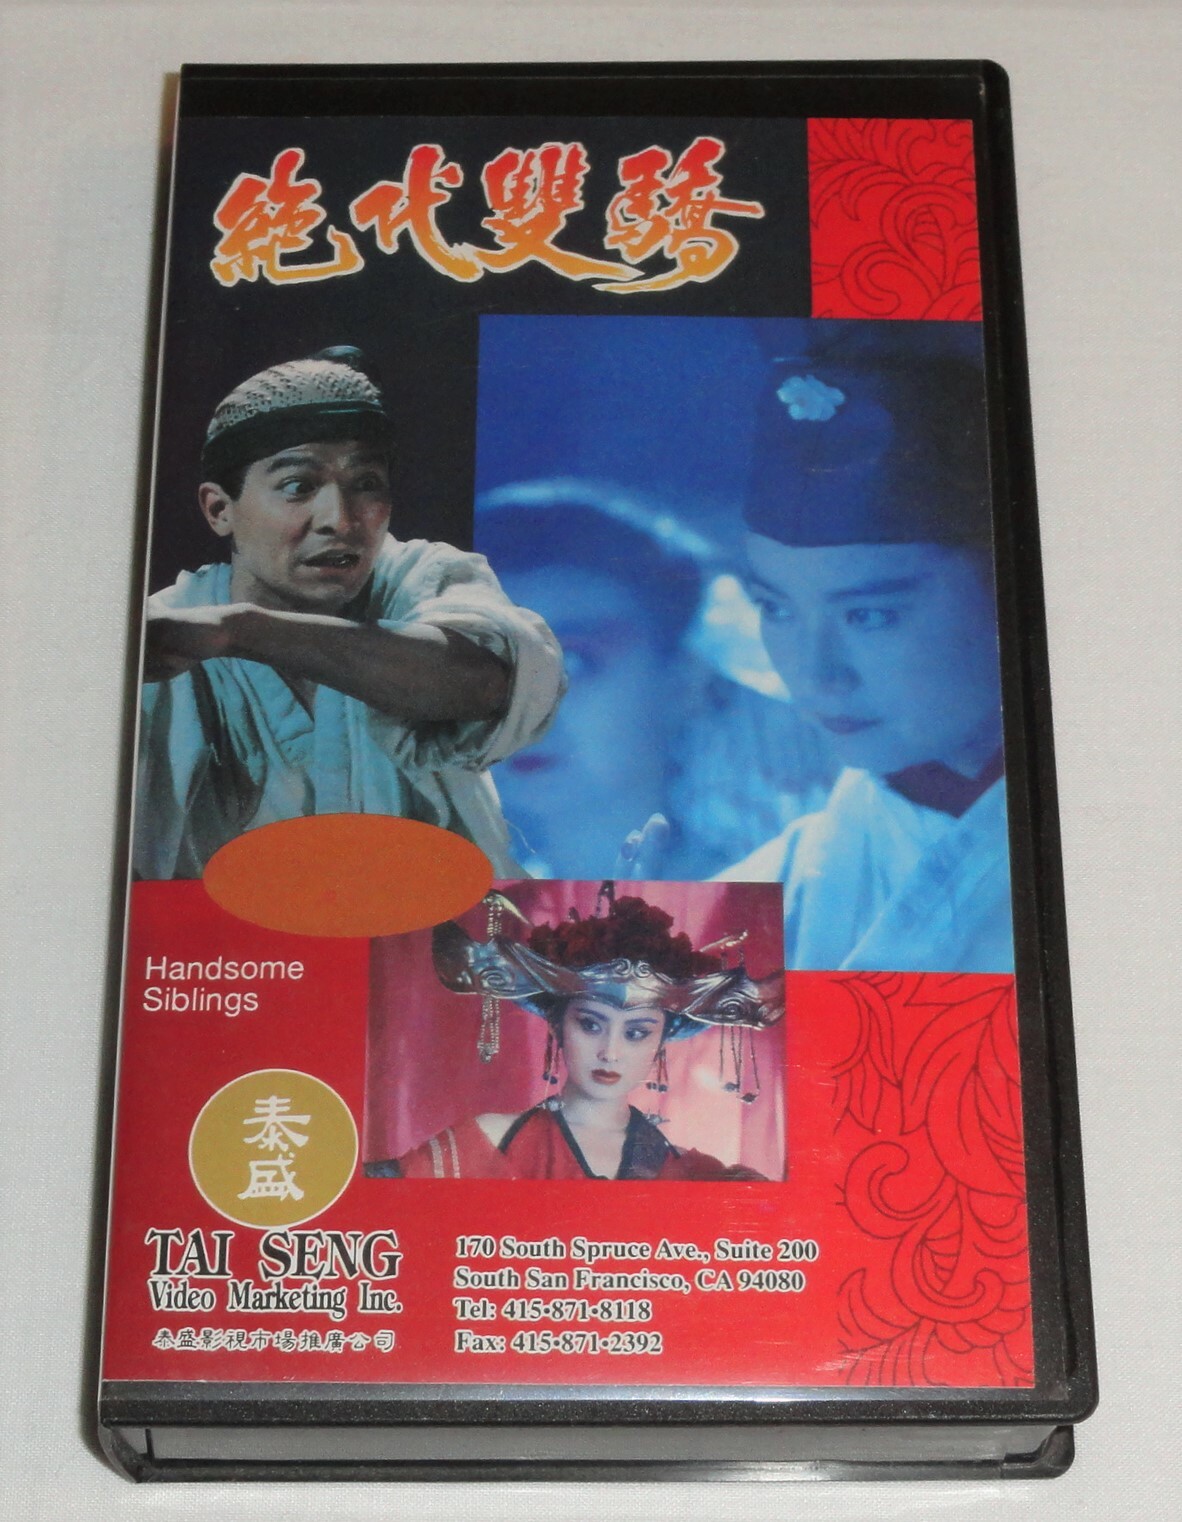 絕代雙驕
Handsome
Siblings
泰
盛
TAI SENG
Video Marketing Inc.
泰盛影視市場推廣公司
170 South Spruce Ave., Suite 200
South San Francisco, CA 94080
Tel: 415•871•8118
Fax: 415•871•2392